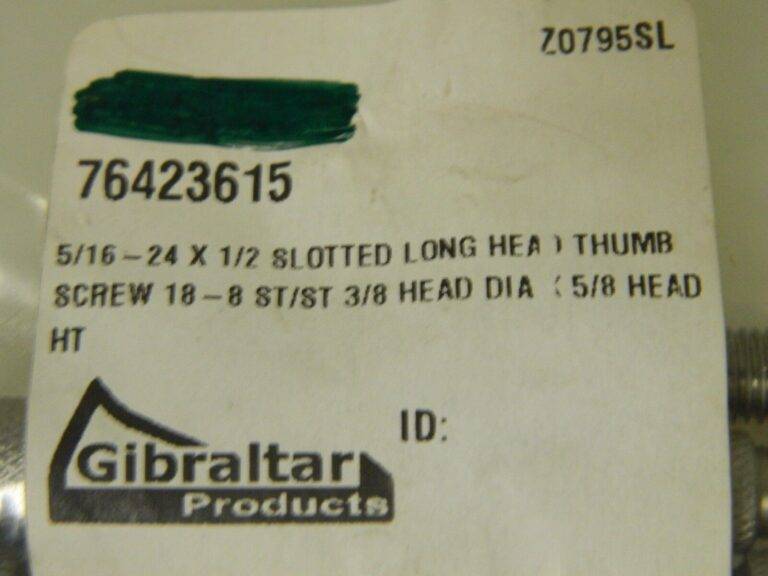 Z0795SL
76423615
5/16-24 X 1/2 SLOTTED LONG HEAD THUMB
SCREW 18-8 ST/ST 3/8 HEAD DIA X 5/8 HEAD
HT
ID:
Gibraltar
Products